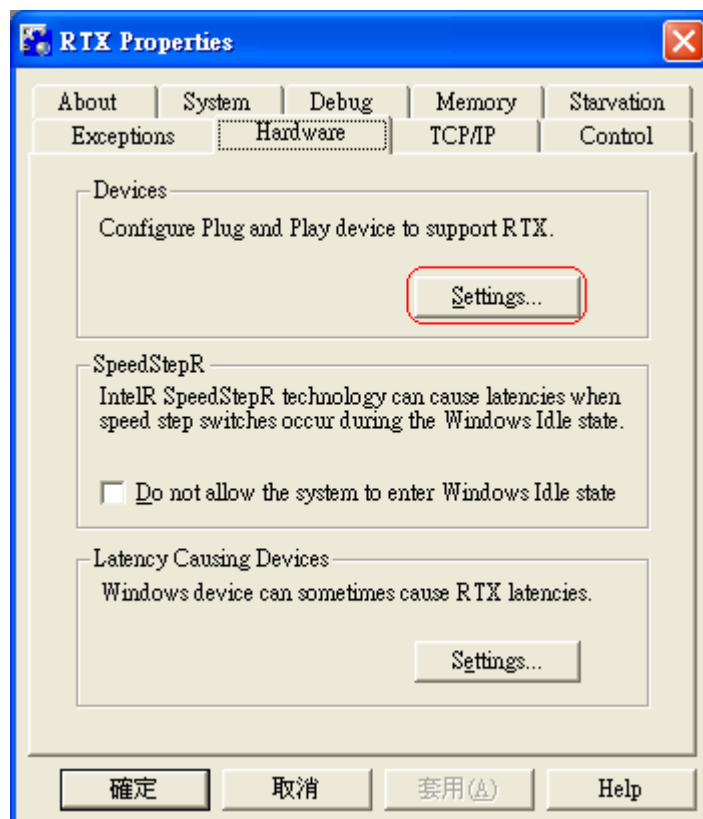 RTX Properties
About System Debug Memory Starvation
Exceptions Hardware TCP/IP Control
Devices
Configure Plug and Play device to support RTX.
Settings...
SpeedStepR
IntelR SpeedStepR technology can cause latencies when
speed step switches occur during the Windows Idle state.
Do not allow the system to enter Windows Idle state
Latency Causing Devices
Windows device can sometimes cause RTX latencies.
Settings...
確定 取消 套用(A) Help